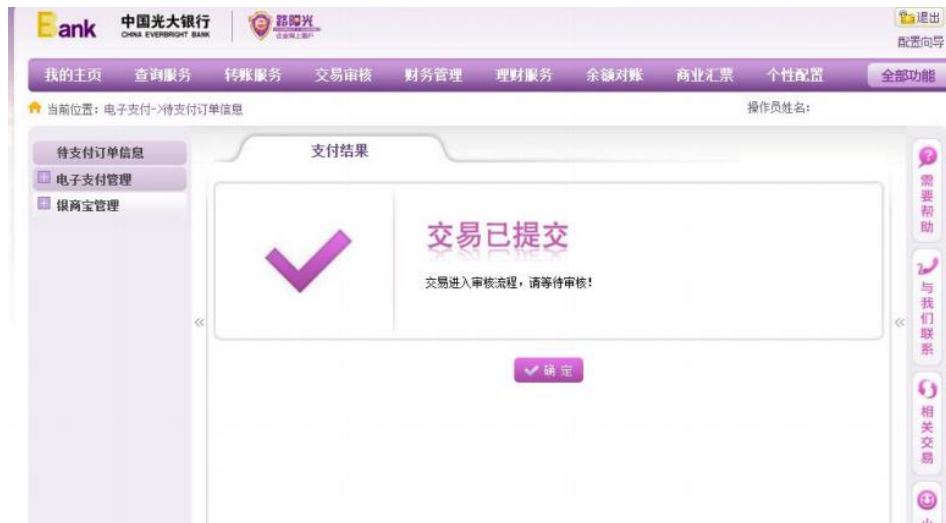 Bank 中国光大银行 CHINA EVERBRIGHT BANK
退出
配置向导
我的主页 查询服务 转账服务 交易审核 财务管理 理财服务 余额对账 商业汇票 个性配置 全部功能
当前位置：电子支付->待支付订单信息 操作员姓名：
待支付订单信息
电子支付管理
银商宝管理
支付结果
交易已提交
交易进入审核流程，请等待审核！
确定
需要帮助
与我们联系
相关交易